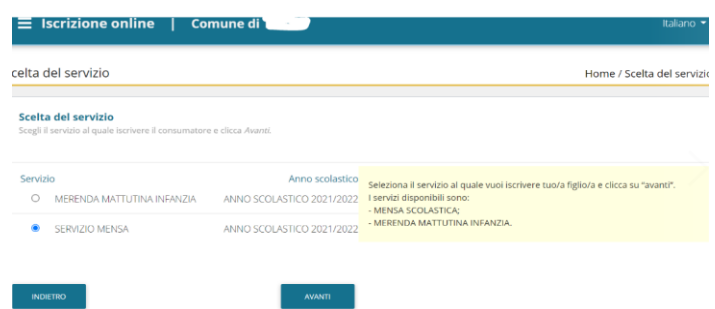 Iscrizione online | Comune di
Italiano
celta del servizio
Home / Scelta del servizio
Scelta del servizio
Scegli il servizio al quale iscrivere il consumatore e clicca Avanti.
Servizio Anno scolastico
MERENDA MATTUTINA INFANZIA ANNO SCOLASTICO 2021/2022
SERVIZIO MENSA ANNO SCOLASTICO 2021/2022
Seleziona il servizio al quale vuoi iscrivere tuo/a figlio/a e clicca su "avanti".
I servizi disponibili sono:
- MENSA SCOLASTICA;
- MERENDA MATTUTINA INFANZIA.
INDIETRO
AVANTI